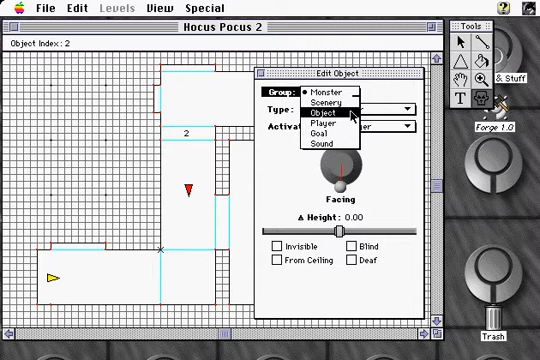 File Edit Levels View Special
Hocus Pocus 2
Object Index: 2
Tools
T
& Stuff
Forge 1.0
Trash
2
Edit Object
Group:
Monster
Scenery
Object
Player
Goal
Sound
Type:
Activat
ger
Facing
Δ Height: 0.00
Invisible
Blind
From Ceiling
Deaf